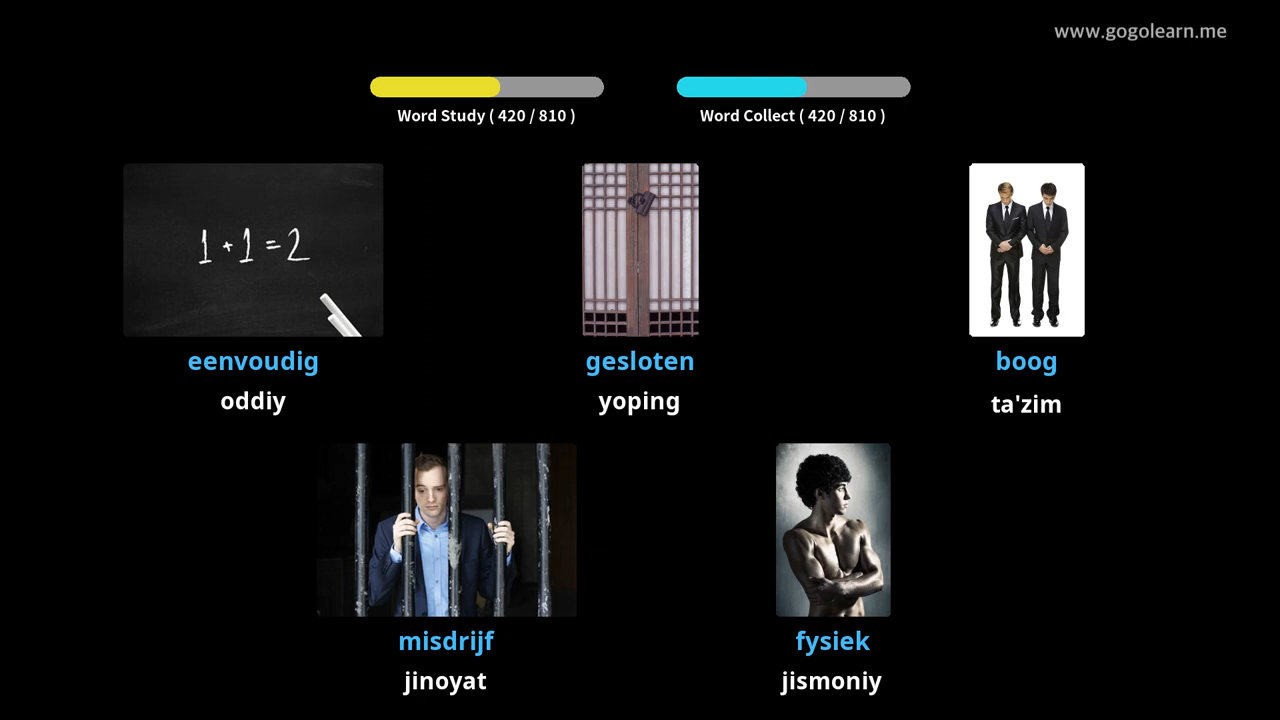 www.gogolearn.me
Word Study ( 420 / 810 )
Word Collect ( 420 / 810 )
1 + 1 = 2
eenvoudig
oddiy
gesloten
yoping
boog
ta'zim
misdrijf
jinoyat
fysiek
jismoniy